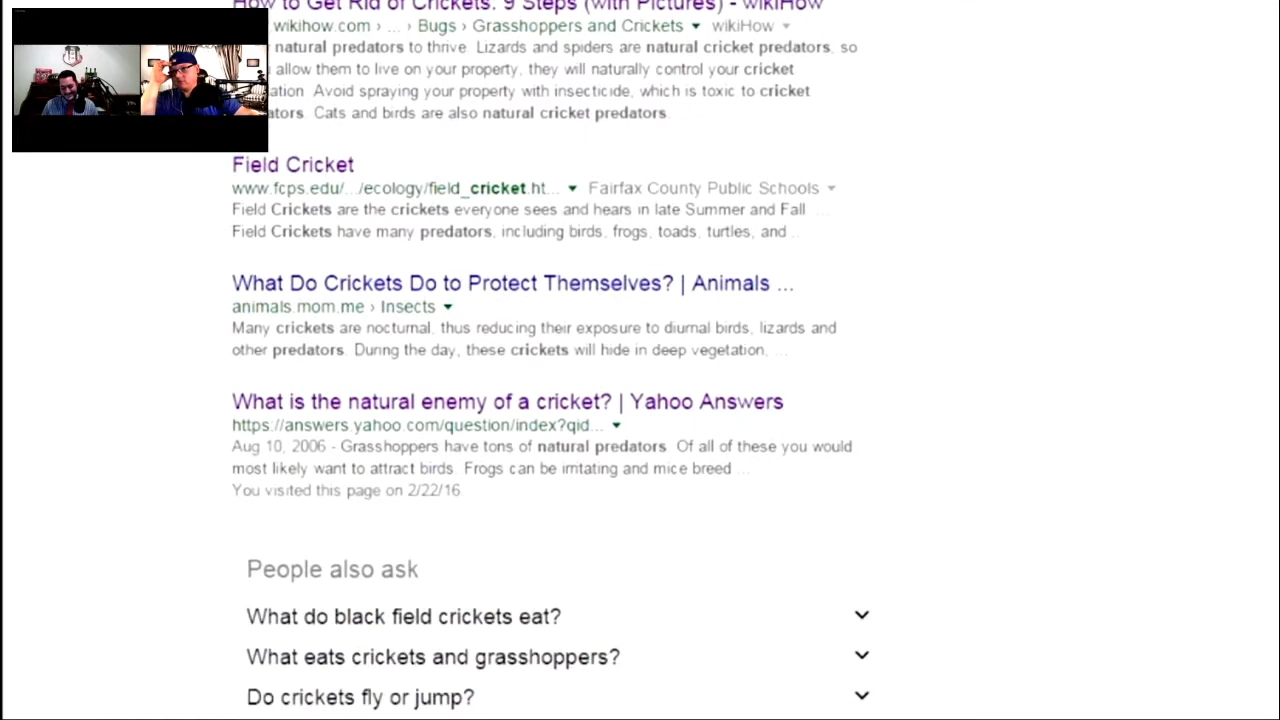 How to Get Rid of Crickets: 9 Steps (with Pictures) - wikiHow
wikihow.com › ... › Bugs › Grasshoppers and Crickets wikiHow
natural predators to thrive. Lizards and spiders are natural cricket predators, so
allow them to live on your property, they will naturally control your cricket
ation Avoid spraying your property with insecticide, which is toxic to cricket
ators. Cats and birds are also natural cricket predators.
Field Cricket
www.fcps.edu/.../ecology/field_cricket.ht... Fairfax County Public Schools
Field Crickets are the crickets everyone sees and hears in late Summer and Fall ...
Field Crickets have many predators, including birds, frogs, toads, turtles, and ...
What Do Crickets Do to Protect Themselves? | Animals ...
animals.mom.me › Insects
Many crickets are nocturnal, thus reducing their exposure to diurnal birds, lizards and
other predators. During the day, these crickets will hide in deep vegetation, ...
What is the natural enemy of a cricket? | Yahoo Answers
https://answers.yahoo.com/question/index?qid...
Aug 10, 2006 - Grasshoppers have tons of natural predators. Of all of these you would
most likely want to attract birds. Frogs can be irritating and mice breed ...
You visited this page on 2/22/16
People also ask
What do black field crickets eat?
What eats crickets and grasshoppers?
Do crickets fly or jump?